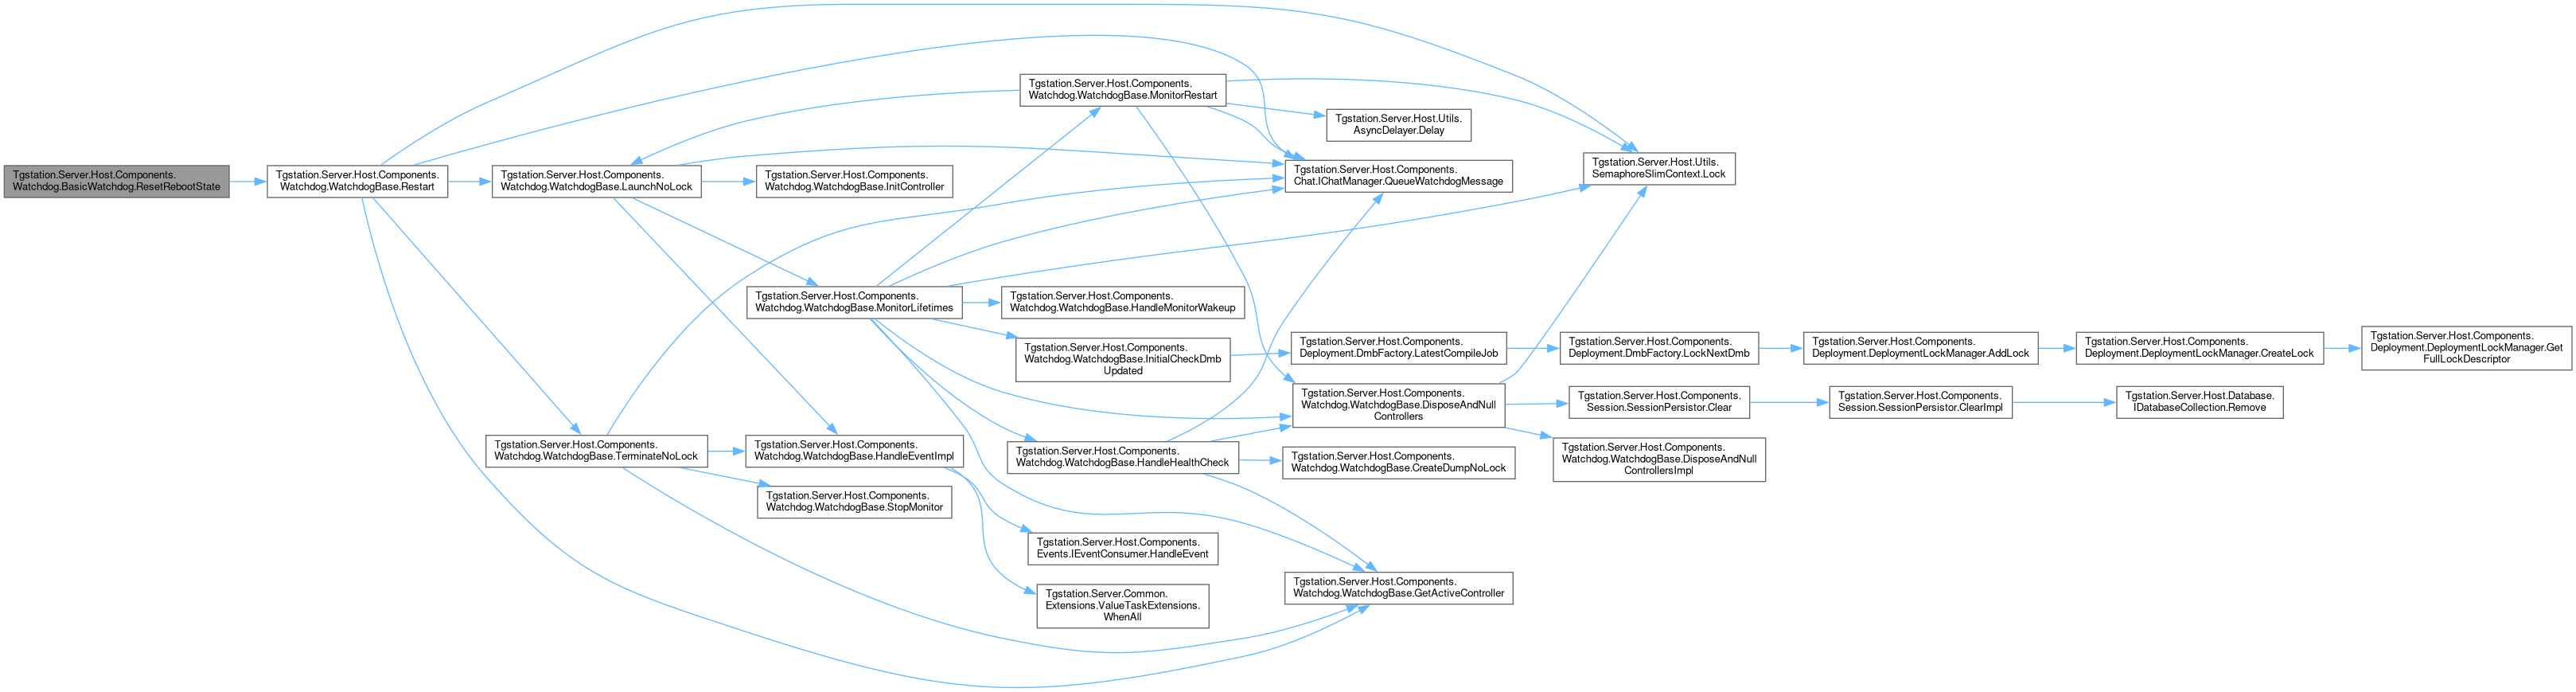 Tgstation.Server.Host.Components.
Watchdog.BasicWatchdog.ResetRebootState
Tgstation.Server.Host.Components.
Watchdog.WatchdogBase.Restart
Tgstation.Server.Host.Components.
Watchdog.WatchdogBase.LaunchNoLock
Tgstation.Server.Host.Components.
Watchdog.WatchdogBase.TerminateNoLock
Tgstation.Server.Host.Components.
Watchdog.WatchdogBase.InitController
Tgstation.Server.Host.Components.
Watchdog.WatchdogBase.MonitorLifetimes
Tgstation.Server.Host.Components.
Watchdog.WatchdogBase.HandleEventImpl
Tgstation.Server.Host.Components.
Watchdog.WatchdogBase.StopMonitor
Tgstation.Server.Host.Components.
Watchdog.WatchdogBase.MonitorRestart
Tgstation.Server.Host.Components.
Watchdog.WatchdogBase.HandleMonitorWakeup
Tgstation.Server.Host.Components.
Watchdog.WatchdogBase.InitialCheckDmb
Updated
Tgstation.Server.Host.Components.
Watchdog.WatchdogBase.HandleHealthCheck
Tgstation.Server.Host.Components.
Events.IEventConsumer.HandleEvent
Tgstation.Server.Common.
Extensions.ValueTaskExtensions.
WhenAll
Tgstation.Server.Host.Utils.
AsyncDelayer.Delay
Tgstation.Server.Host.Components.
Chat.IChatManager.QueueWatchdogMessage
Tgstation.Server.Host.Components.
Deployment.DmbFactory.LatestCompileJob
Tgstation.Server.Host.Components.
Watchdog.WatchdogBase.DisposeAndNull
Controllers
Tgstation.Server.Host.Components.
Watchdog.WatchdogBase.CreateDumpNoLock
Tgstation.Server.Host.Components.
Watchdog.WatchdogBase.GetActiveController
Tgstation.Server.Host.Utils.
SemaphoreSlimContext.Lock
Tgstation.Server.Host.Components.
Deployment.DmbFactory.LockNextDmb
Tgstation.Server.Host.Components.
Session.SessionPersistor.Clear
Tgstation.Server.Host.Components.
Watchdog.WatchdogBase.DisposeAndNull
ControllersImpl
Tgstation.Server.Host.Components.
Deployment.DeploymentLockManager.AddLock
Tgstation.Server.Host.Components.
Session.SessionPersistor.ClearImpl
Tgstation.Server.Host.Components.
Deployment.DeploymentLockManager.CreateLock
Tgstation.Server.Host.Database.
IDatabaseCollection.Remove
Tgstation.Server.Host.Components.
Deployment.DeploymentLockManager.Get
FullLockDescriptor